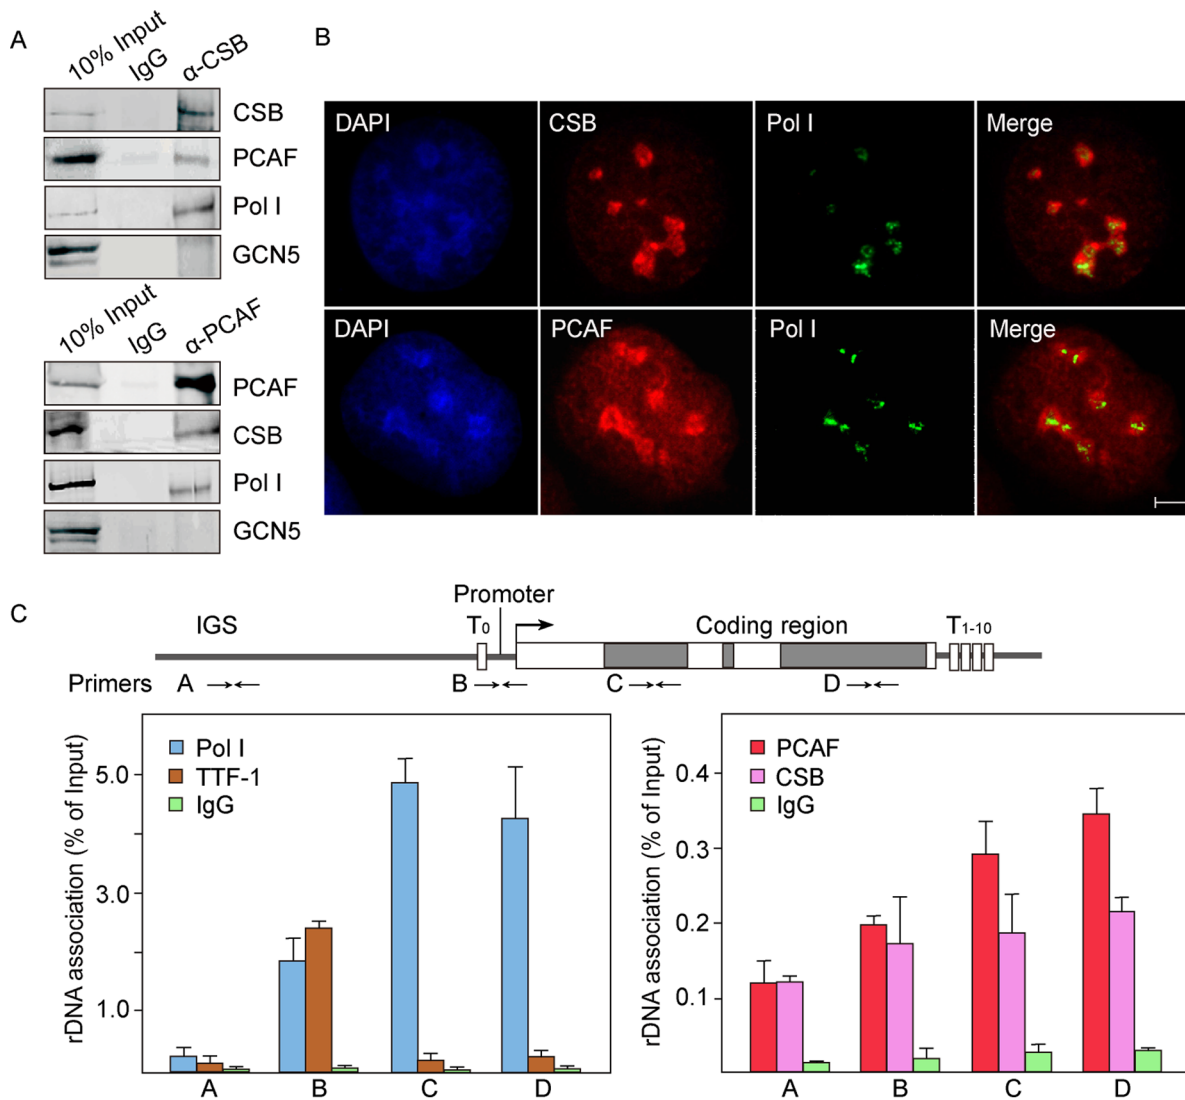 A
10% Input IgG α-CSB
CSB
PCAF
Pol I
GCN5
10% Input IgG α-PCAF
PCAF
CSB
Pol I
GCN5
B
DAPI CSB Pol I Merge
DAPI PCAF Pol I Merge
C
Promoter
IGS T0 Coding region T1-10
Primers A B C D
rDNA association (% of Input)
Pol I
TTF-1
IgG
5.0
3.0
1.0
A B C D
rDNA association (% of Input)
PCAF
CSB
IgG
0.4
0.3
0.2
0.1
A B C D